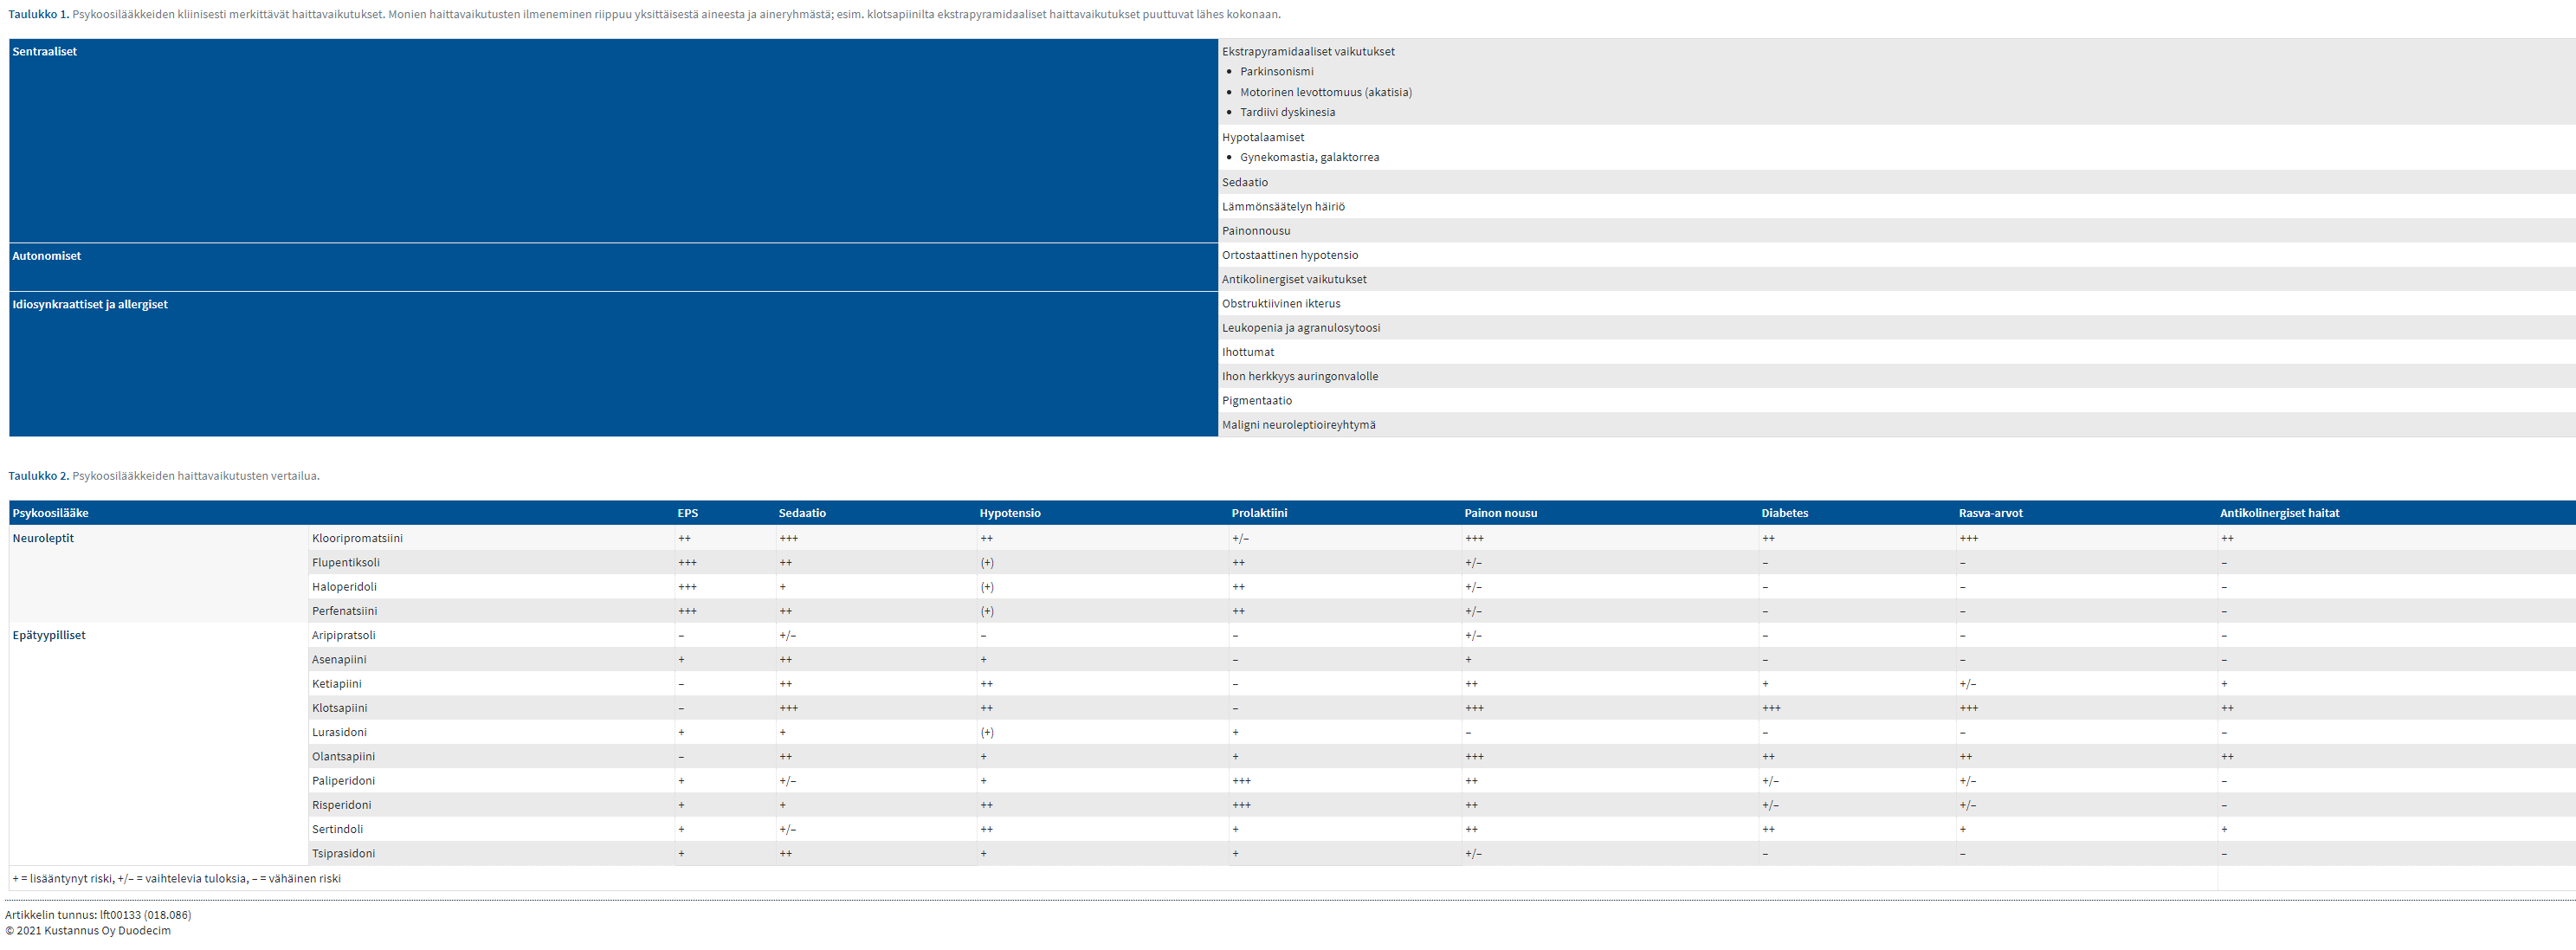 Taulukko 1. Psykoosilääkkeiden kliinisesti merkittävät haittavaikutukset. Monien haittavaikutusten ilmeneminen riippuu yksittäisestä aineesta ja aineryhmästä; esim. klotsapiinilta ekstrapyramidaaliset haittavaikutukset puuttuvat lähes kokonaan.
Sentraaliset Ekstrapyramidaaliset vaikutukset
• Parkinsonismi
• Motorinen levottomuus (akatisia)
• Tardiivi dyskinesia
Hypotalaamiset
• Gynekomastia, galaktorrea
Sedaatio
Lämmönsäätelyn häiriö
Painonnousu
Autonomiset Ortostaattinen hypotensio
Antikolinergiset vaikutukset
Idiosynkraattiset ja allergiset Obstruktiivinen ikterus
Leukopenia ja agranulosytoosi
Ihottumat
Ihon herkkyys auringonvalolle
Pigmentaatio
Maligni neuroleptioireyhtymä
Taulukko 2. Psykoosilääkkeiden haittavaikutusten vertailua.
Psykoosilääke EPS Sedaatio Hypotensio Prolaktiini Painon nousu Diabetes Rasva-arvot Antikolinergiset haitat
Neuroleptit Klooripromatsiini ++ +++ ++ +/– +++ ++ +++ ++
Flupentiksoli +++ ++ (+) ++ +/– – – –
Haloperidoli +++ + (+) ++ +/– – – –
Perfenatsiini +++ ++ (+) ++ +/– – – –
Epätyypilliset Aripipratsoli – +/– – – +/– – – –
Asenapiini + ++ + – + – – –
Ketiapiini – ++ ++ – ++ + +/– +
Klotsapiini – +++ ++ – +++ +++ +++ ++
Lurasidoni + + (+) + – – – –
Olantsapiini – ++ + + +++ ++ ++ ++
Paliperidoni + +/– + +++ ++ +/– +/– –
Risperidoni + + ++ +++ ++ +/– +/– –
Sertindoli + +/– ++ + ++ ++ + +
Tsiprasidoni + ++ + + +/– – – –
+ = lisääntynyt riski, +/– = vaihtelevia tuloksia, – = vähäinen riski
Artikkelin tunnus: lft00133 (018.086)
© 2021 Kustannus Oy Duodecim